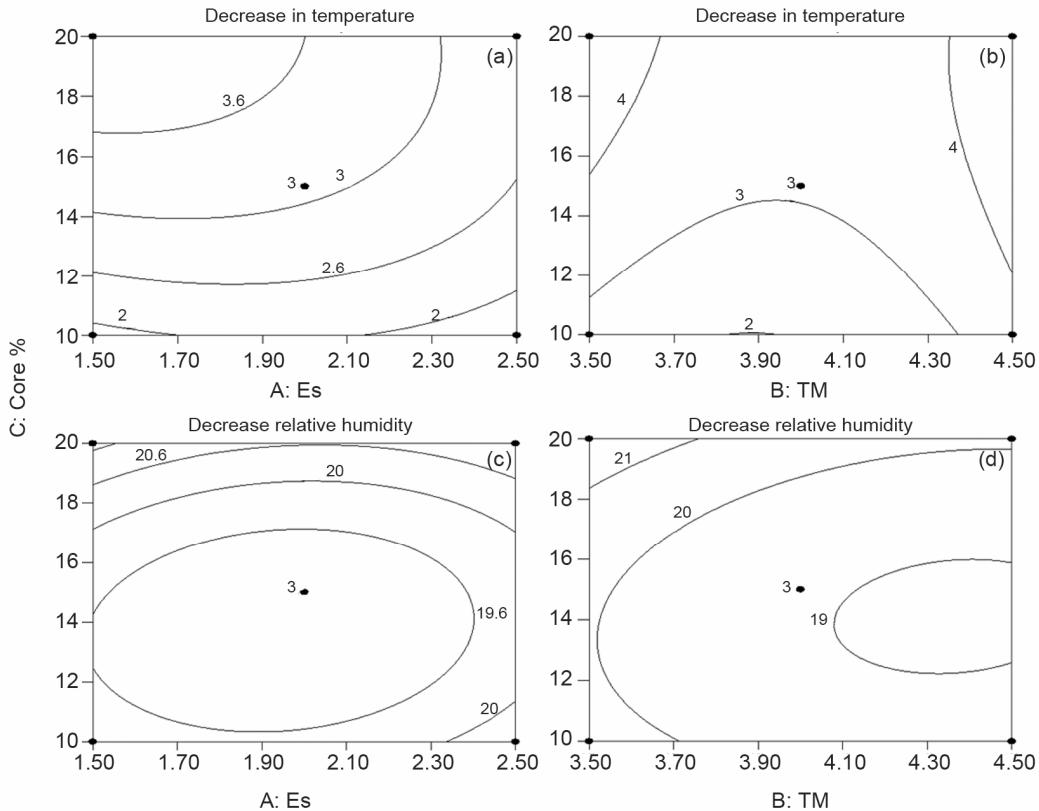 Decrease in temperature
20
18
16
14
12
10
(a)
3.6
3
3
2.6
2
2
1.50 1.70 1.90 2.10 2.30 2.50
A: Es
Decrease in temperature
20
18
16
14
12
10
(b)
4
4
3
3
2
3.50 3.70 3.90 4.10 4.30 4.50
B: TM
C: Core %
Decrease relative humidity
20
18
16
14
12
10
(c)
20.6
20
3
19.6
20
1.50 1.70 1.90 2.10 2.30 2.50
A: Es
Decrease relative humidity
20
18
16
14
12
10
(d)
21
20
3
19
3.50 3.70 3.90 4.10 4.30 4.50
B: TM